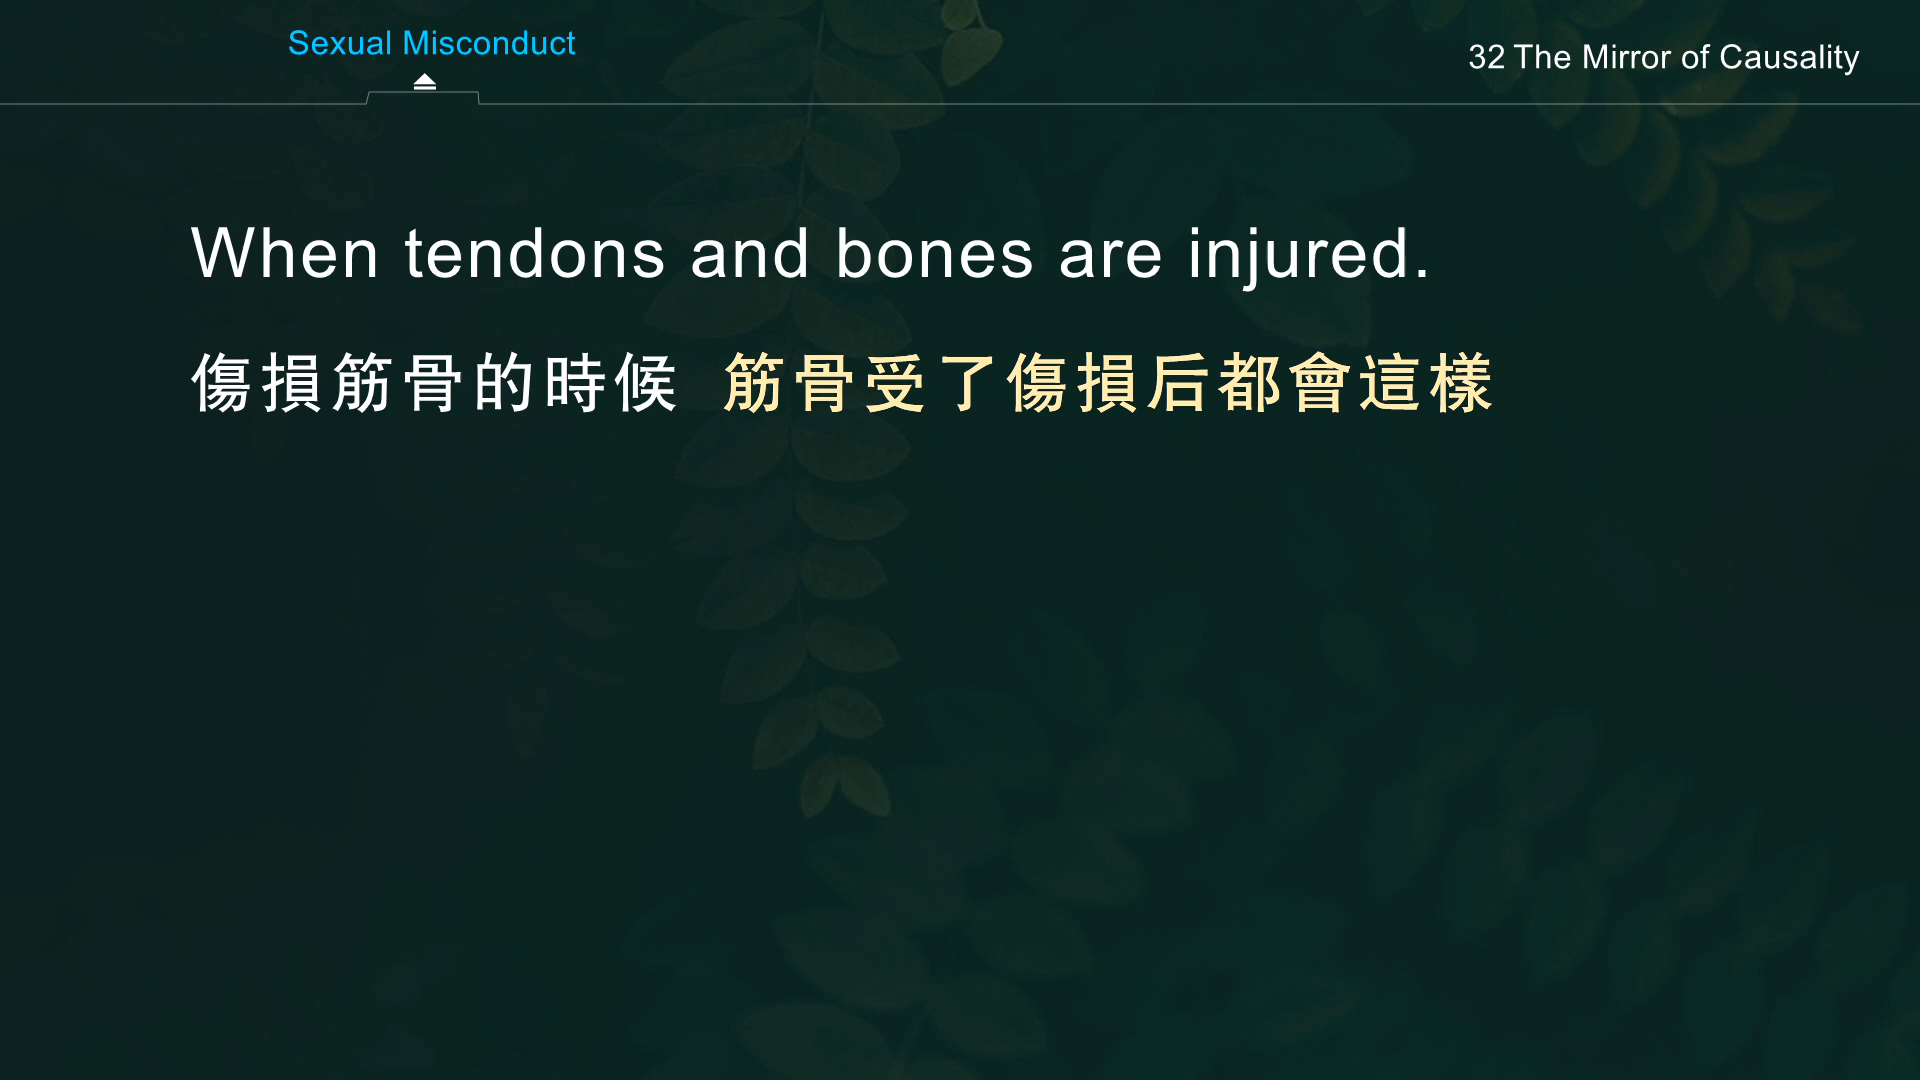 Sexual Misconduct
32 The Mirror of Causality
When tendons and bones are injured.
傷損筋骨的時候 筋骨受了傷損后都會這樣